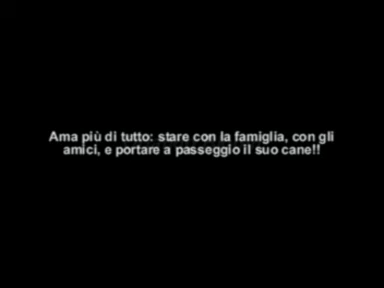 Ama più di tutto: stare con la famiglia, con gli
amici, e portare a passeggio il suo cane!!